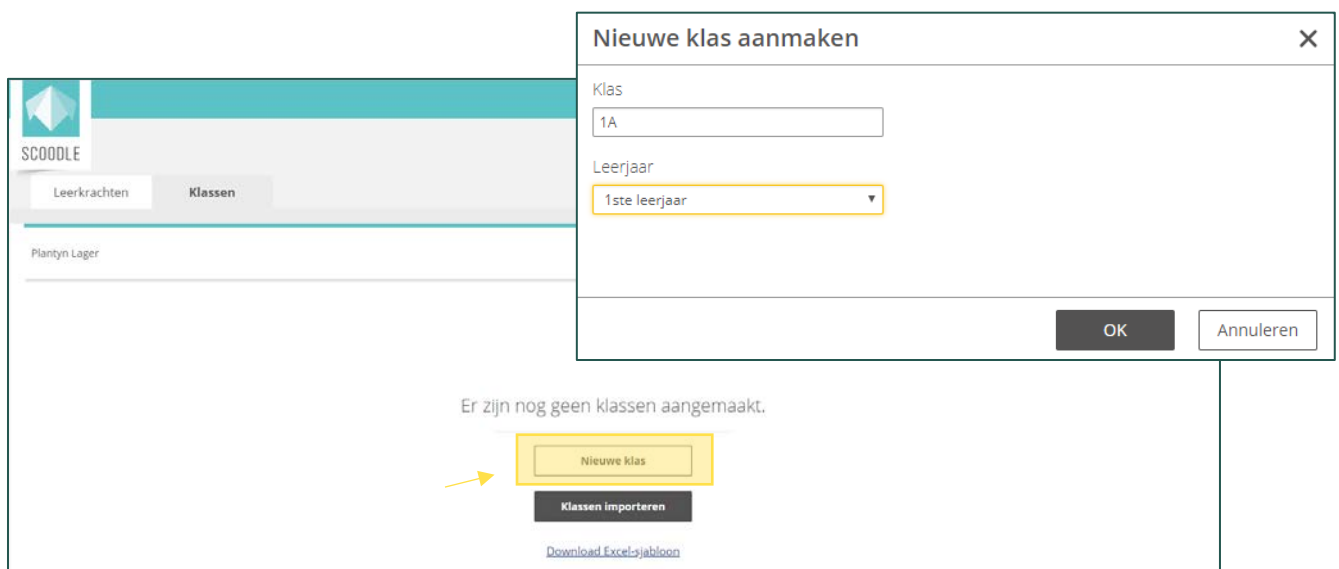 Nieuwe klas aanmaken
Klas
1A
Leerjaar
1ste leerjaar
OK
Annuleren
SCOODLE
Leerkrachten
Klassen
Plantyn Lager
Er zijn nog geen klassen aangemaakt.
Nieuwe klas
Klassen importeren
Download Excel-sjabloon